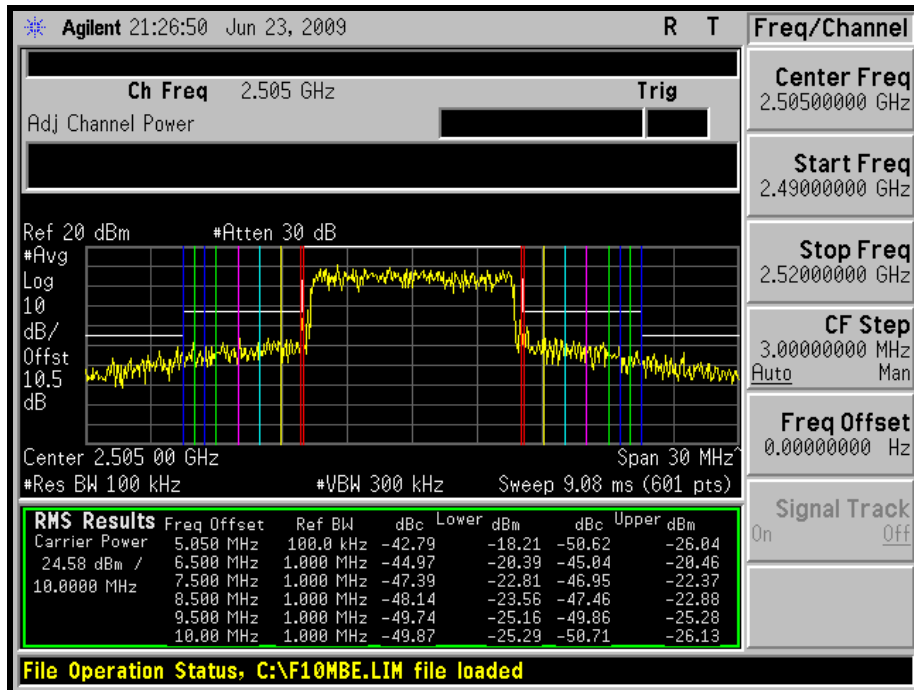 Agilent 21:26:50 Jun 23, 2009 R T
Ch Freq 2.505 GHz Trig
Adj Channel Power
Ref 20 dBm #Atten 30 dB
#Avg
Log
10
dB/
Offst
10.5
dB
Center 2.505 00 GHz Span 30 MHz^
#Res BW 100 kHz #VBW 300 kHz Sweep 9.08 ms (601 pts)
RMS Results Freq Offset Ref BW dBc Lower dBm dBc Upper dBm
Carrier Power 5.050 MHz 100.0 kHz -42.79 -18.21 -50.62 -26.04
24.58 dBm / 6.500 MHz 1.000 MHz -44.97 -20.39 -45.04 -20.46
10.0000 MHz 7.500 MHz 1.000 MHz -47.39 -22.81 -46.95 -22.37
8.500 MHz 1.000 MHz -48.14 -23.56 -47.46 -22.88
9.500 MHz 1.000 MHz -49.74 -25.16 -49.86 -25.28
10.00 MHz 1.000 MHz -49.87 -25.29 -50.71 -26.13
File Operation Status, C:\F10MBE.LIM file loaded
Freq/Channel
Center Freq
2.50500000 GHz
Start Freq
2.49000000 GHz
Stop Freq
2.52000000 GHz
CF Step
3.00000000 MHz
Auto Man
Freq Offset
0.00000000 Hz
Signal Track
On Off